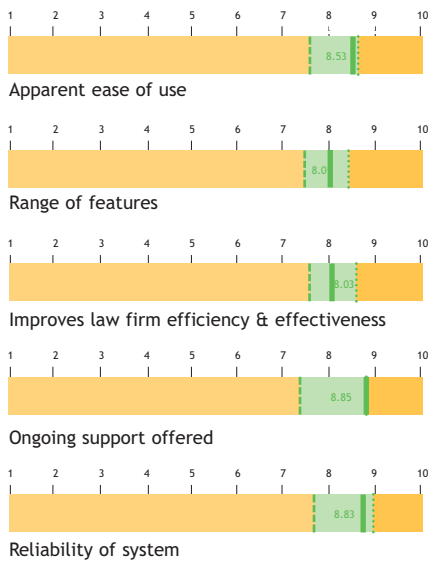 1 2 3 4 5 6 7 8 9 10
8.53
Apparent ease of use
1 2 3 4 5 6 7 8 9 10
8.0
Range of features
1 2 3 4 5 6 7 8 9 10
8.03
Improves law firm efficiency & effectiveness
1 2 3 4 5 6 7 8 9 10
8.85
Ongoing support offered
1 2 3 4 5 6 7 8 9 10
8.83
Reliability of system